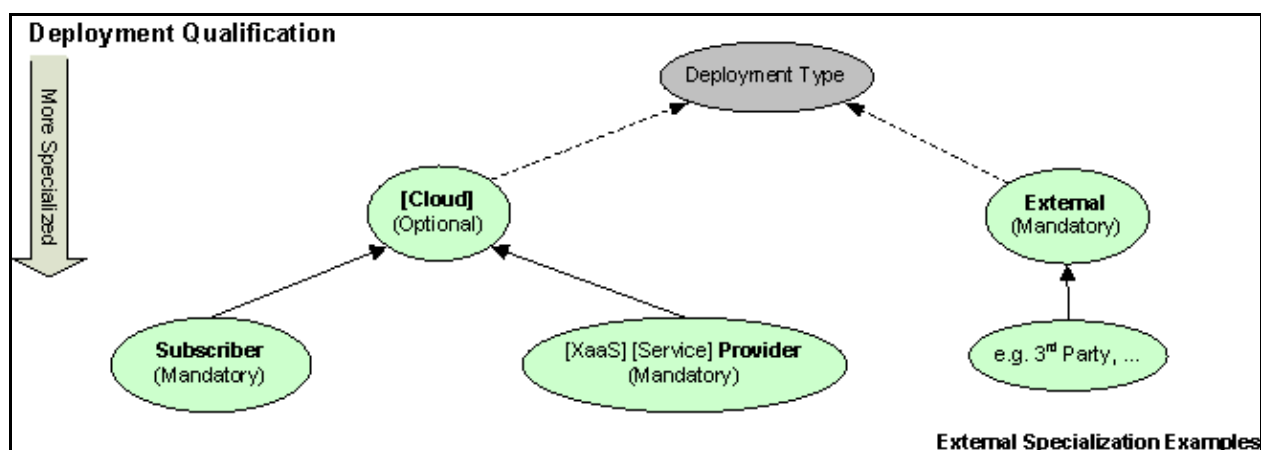 Deployment Qualification
More Specialized
Deployment Type
[Cloud]
(Optional)
External
(Mandatory)
Subscriber
(Mandatory)
[XaaS] [Service] Provider
(Mandatory)
e.g. 3rd Party, ...
External Specialization Examples